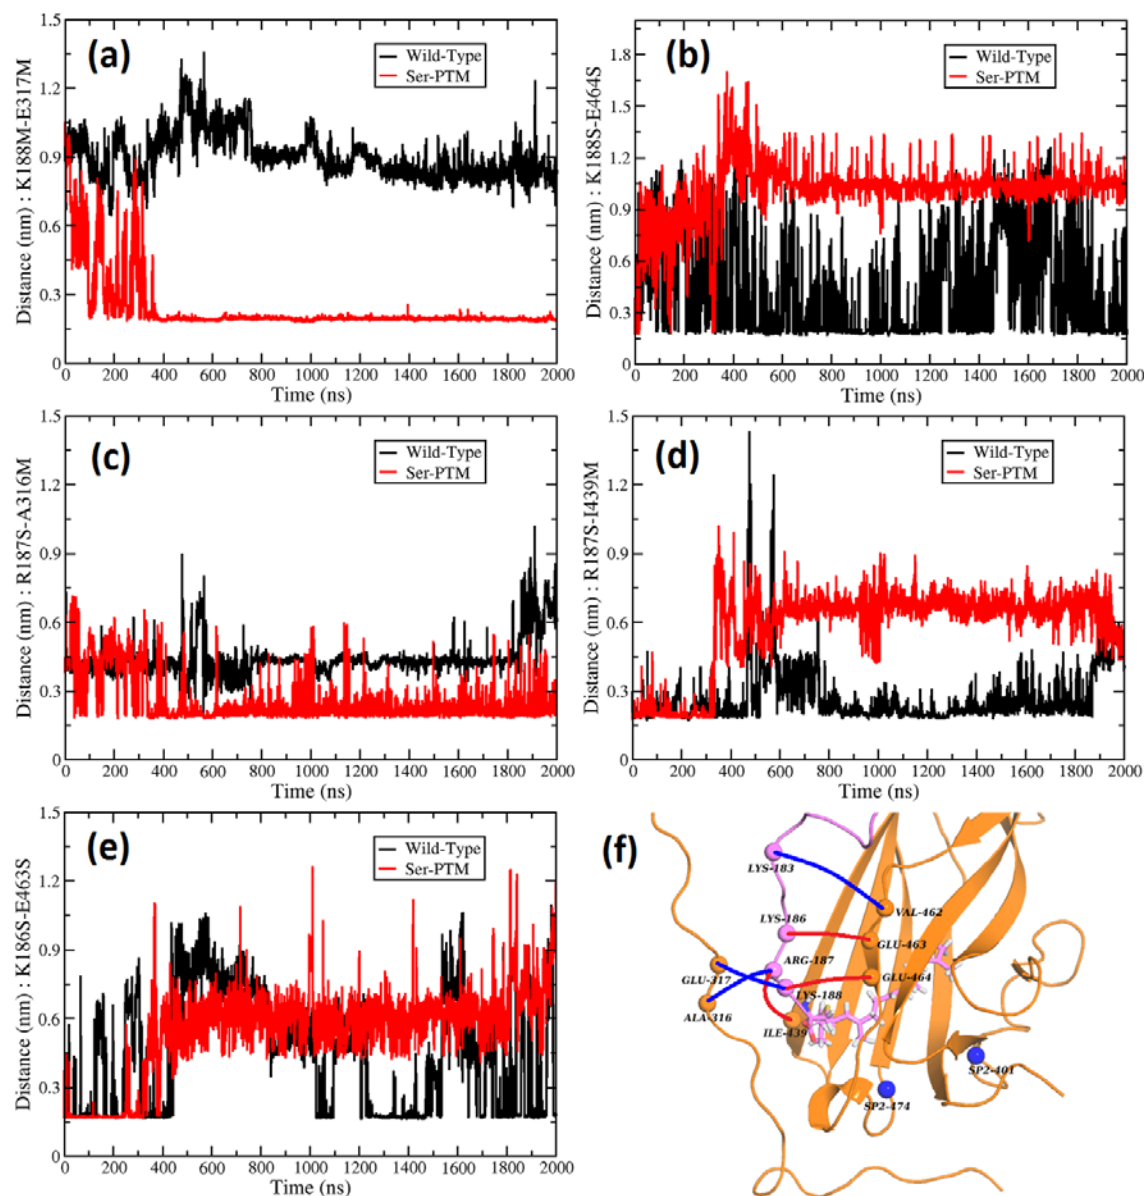 (a)
Distance (nm) : K188M-E317M
1.5
1.2
0.9
0.6
0.3
0
Wild-Type
Ser-PTM
0 200 400 600 800 1000 1200 1400 1600 1800 2000
Time (ns)
(b)
Distance (nm) : K188S-E464S
1.8
1.5
1.2
0.9
0.6
0.3
0
Wild-Type
Ser-PTM
0 200 400 600 800 1000 1200 1400 1600 1800 2000
Time (ns)
(c)
Distance (nm) : R187S-A316M
1.5
1.2
0.9
0.6
0.3
0
Wild-Type
Ser-PTM
0 200 400 600 800 1000 1200 1400 1600 1800 2000
Time (ns)
(d)
Distance (nm) : R187S-I439M
1.5
1.2
0.9
0.6
0.3
0
Wild-Type
Ser-PTM
0 200 400 600 800 1000 1200 1400 1600 1800 2000
Time (ns)
(e)
Distance (nm) : K186S-E463S
1.5
1.2
0.9
0.6
0.3
0
Wild-Type
Ser-PTM
0 200 400 600 800 1000 1200 1400 1600 1800 2000
Time (ns)
(f)
LYS-183
VAL-462
LYS-186
GLU-463
ARG-187
GLU-464
GLU-317
LYS-188
ALA-316
ILE-439
SP2-401
SP2-474